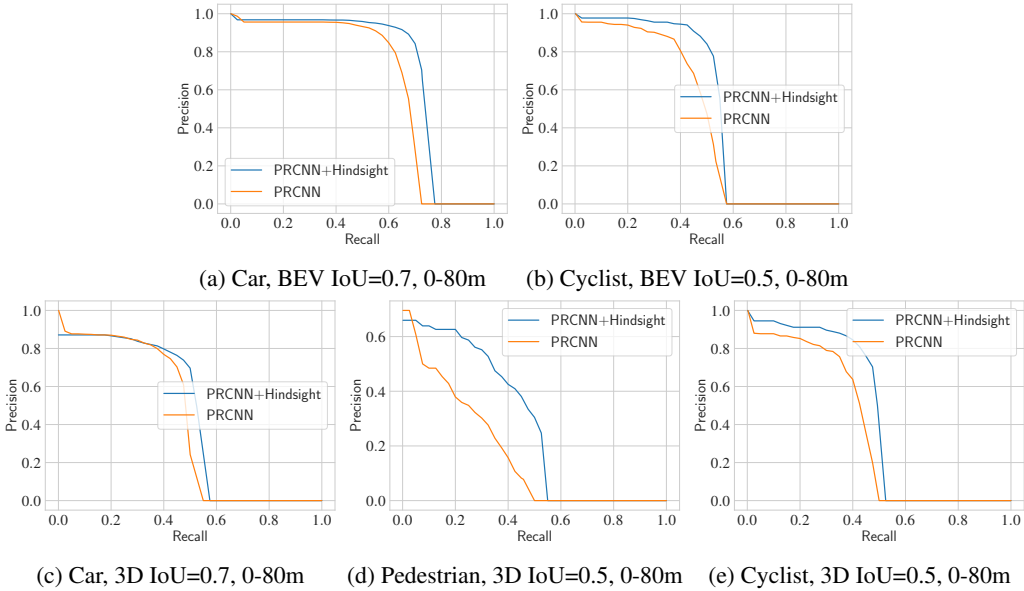 1.0
0.8
0.6
0.4
0.2
0.0
Precision
PRCNN+Hindsight
PRCNN
0.0 0.2 0.4 0.6 0.8 1.0
Recall
(a) Car, BEV IoU=0.7, 0-80m
1.0
0.8
0.6
0.4
0.2
0.0
Precision
PRCNN+Hindsight
PRCNN
0.0 0.2 0.4 0.6 0.8 1.0
Recall
(b) Cyclist, BEV IoU=0.5, 0-80m
1.0
0.8
0.6
0.4
0.2
0.0
Precision
PRCNN+Hindsight
PRCNN
0.0 0.2 0.4 0.6 0.8 1.0
Recall
(c) Car, 3D IoU=0.7, 0-80m
0.6
0.4
0.2
0.0
Precision
PRCNN+Hindsight
PRCNN
0.0 0.2 0.4 0.6 0.8 1.0
Recall
(d) Pedestrian, 3D IoU=0.5, 0-80m
1.0
0.8
0.6
0.4
0.2
0.0
Precision
PRCNN+Hindsight
PRCNN
0.0 0.2 0.4 0.6 0.8 1.0
Recall
(e) Cyclist, 3D IoU=0.5, 0-80m